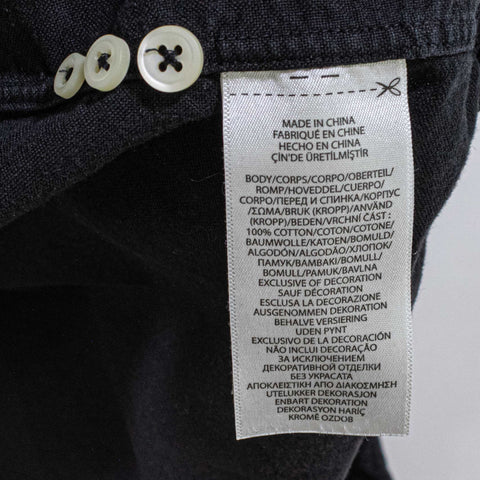 MADE IN CHINA
FABRIQUÉ EN CHINE
HECHO EN CHINA
ÇİN'DE ÜRETİLMİŞTİR
BODY/CORPS/CORPO/OBERTEIL/
ROMP/HOVEDDEL/CUERPO/
CORPO/ПЕРЕД И СПИНКА/КОРПУС
/ΣΩΜΑ/BRUK (KROPP)/ANVÄND
(KROPP)/BEDEN/VRCHNÍ ČÁST :
100% COTTON/COTON/COTONE/
BAUMWOLLE/KATOEN/BOMULD/
ALGODÓN/ALGODÃO/ХЛОПОК/
ПАМУК/ΒΑΜΒΑΚΙ/BOMULL/
BOMULL/PAMUK/BAVLNA
EXCLUSIVE OF DECORATION
SAUF DÉCORATION
ESCLUSA LA DECORAZIONE
AUSGENOMMEN DEKORATION
BEHALVE VERSIERING
UDEN PYNT
EXCLUSIVO DE LA DECORACIÓN
NÃO INCLUI DECORAÇÃO
ЗА ИСКЛЮЧЕНИЕМ
ДЕКОРАТИВНОЙ ОТДЕЛКИ
БЕЗ УКРАСАТА
ΑΠΟΚΛΕΙΣΤΙΚΗ ΑΠΟ ΔΙΑΚΟΣΜΗΣΗ
UTELUKKER DEKORASJON
ENBART DEKORATION
DEKORASYON HARİÇ
KROMĚ OZDOB